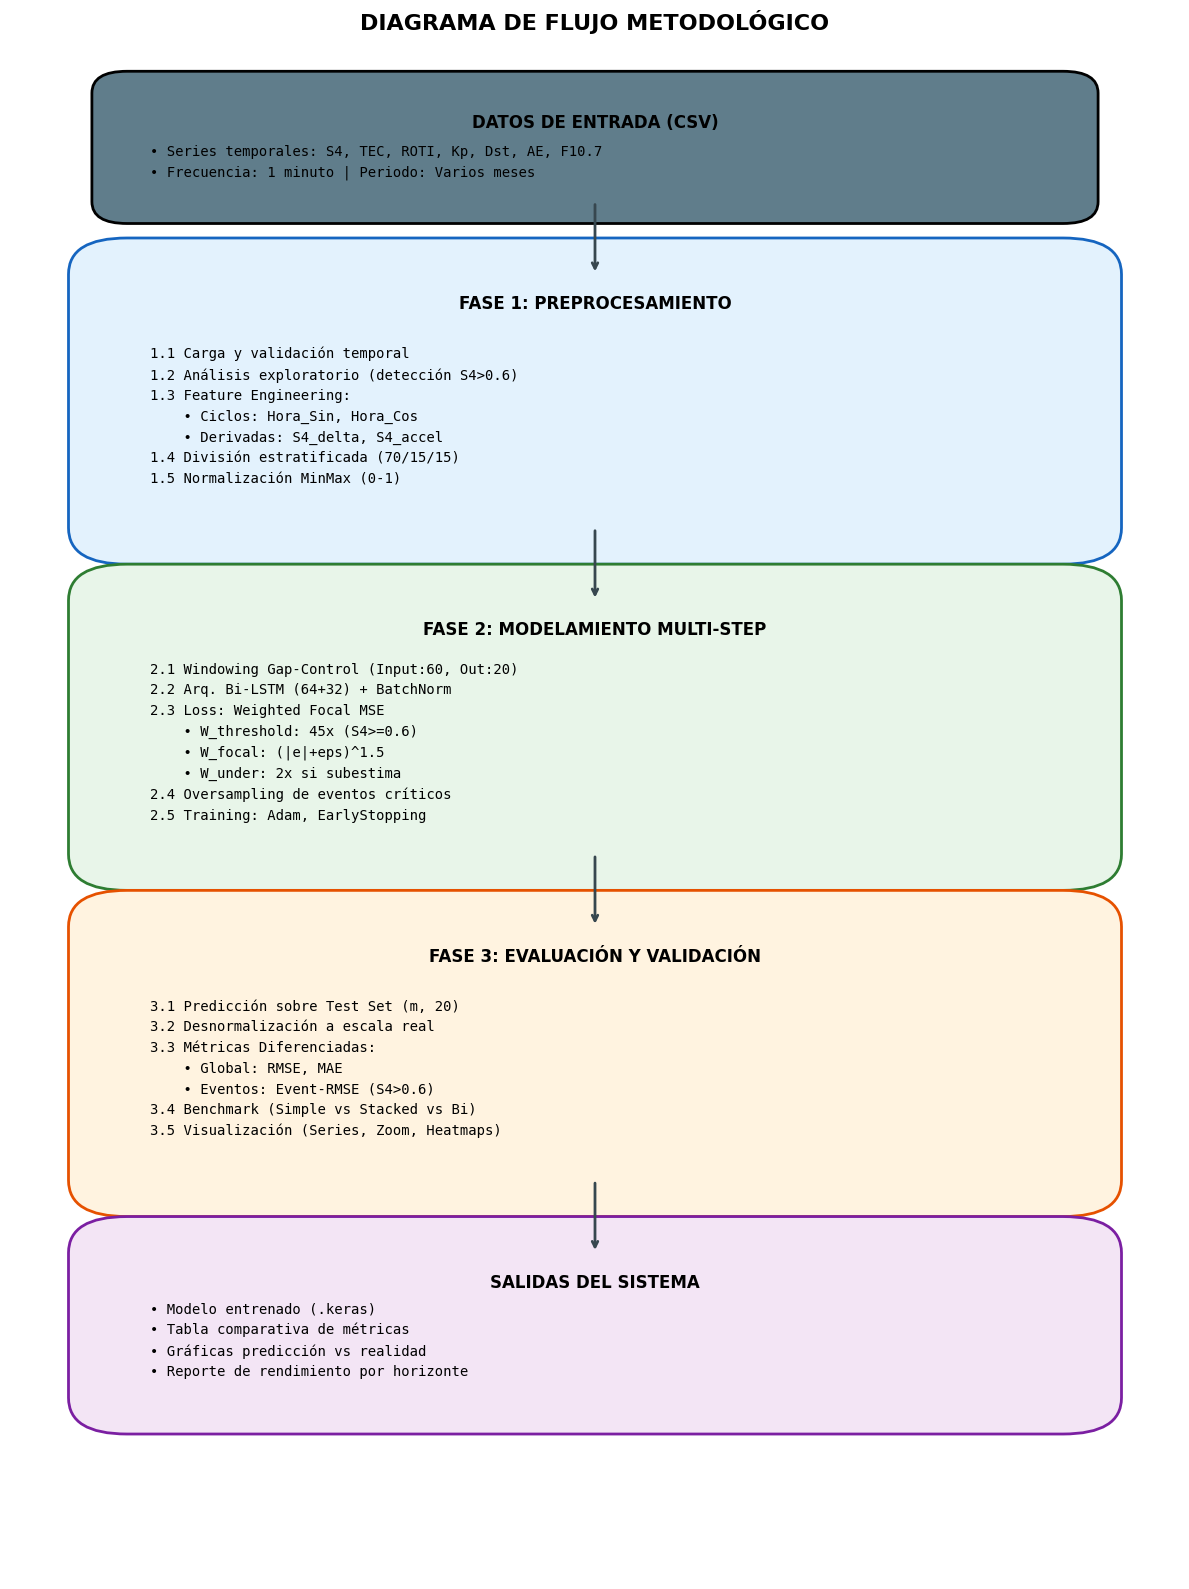 DIAGRAMA DE FLUJO METODOLÓGICO
DATOS DE ENTRADA (CSV)
• Series temporales: S4, TEC, ROTI, Kp, Dst, AE, F10.7
• Frecuencia: 1 minuto | Periodo: Varios meses
FASE 1: PREPROCESAMIENTO
1.1 Carga y validación temporal
1.2 Análisis exploratorio (detección S4>0.6)
1.3 Feature Engineering:
• Ciclos: Hora_Sin, Hora_Cos
• Derivadas: S4_delta, S4_accel
1.4 División estratificada (70/15/15)
1.5 Normalización MinMax (0-1)
FASE 2: MODELAMIENTO MULTI-STEP
2.1 Windowing Gap-Control (Input:60, Out:20)
2.2 Arq. Bi-LSTM (64+32) + BatchNorm
2.3 Loss: Weighted Focal MSE
• W_threshold: 45x (S4>=0.6)
• W_focal: (|e|+eps)^1.5
• W_under: 2x si subestima
2.4 Oversampling de eventos críticos
2.5 Training: Adam, EarlyStopping
FASE 3: EVALUACIÓN Y VALIDACIÓN
3.1 Predicción sobre Test Set (m, 20)
3.2 Desnormalización a escala real
3.3 Métricas Diferenciadas:
• Global: RMSE, MAE
• Eventos: Event-RMSE (S4>0.6)
3.4 Benchmark (Simple vs Stacked vs Bi)
3.5 Visualización (Series, Zoom, Heatmaps)
SALIDAS DEL SISTEMA
• Modelo entrenado (.keras)
• Tabla comparativa de métricas
• Gráficas predicción vs realidad
• Reporte de rendimiento por horizonte